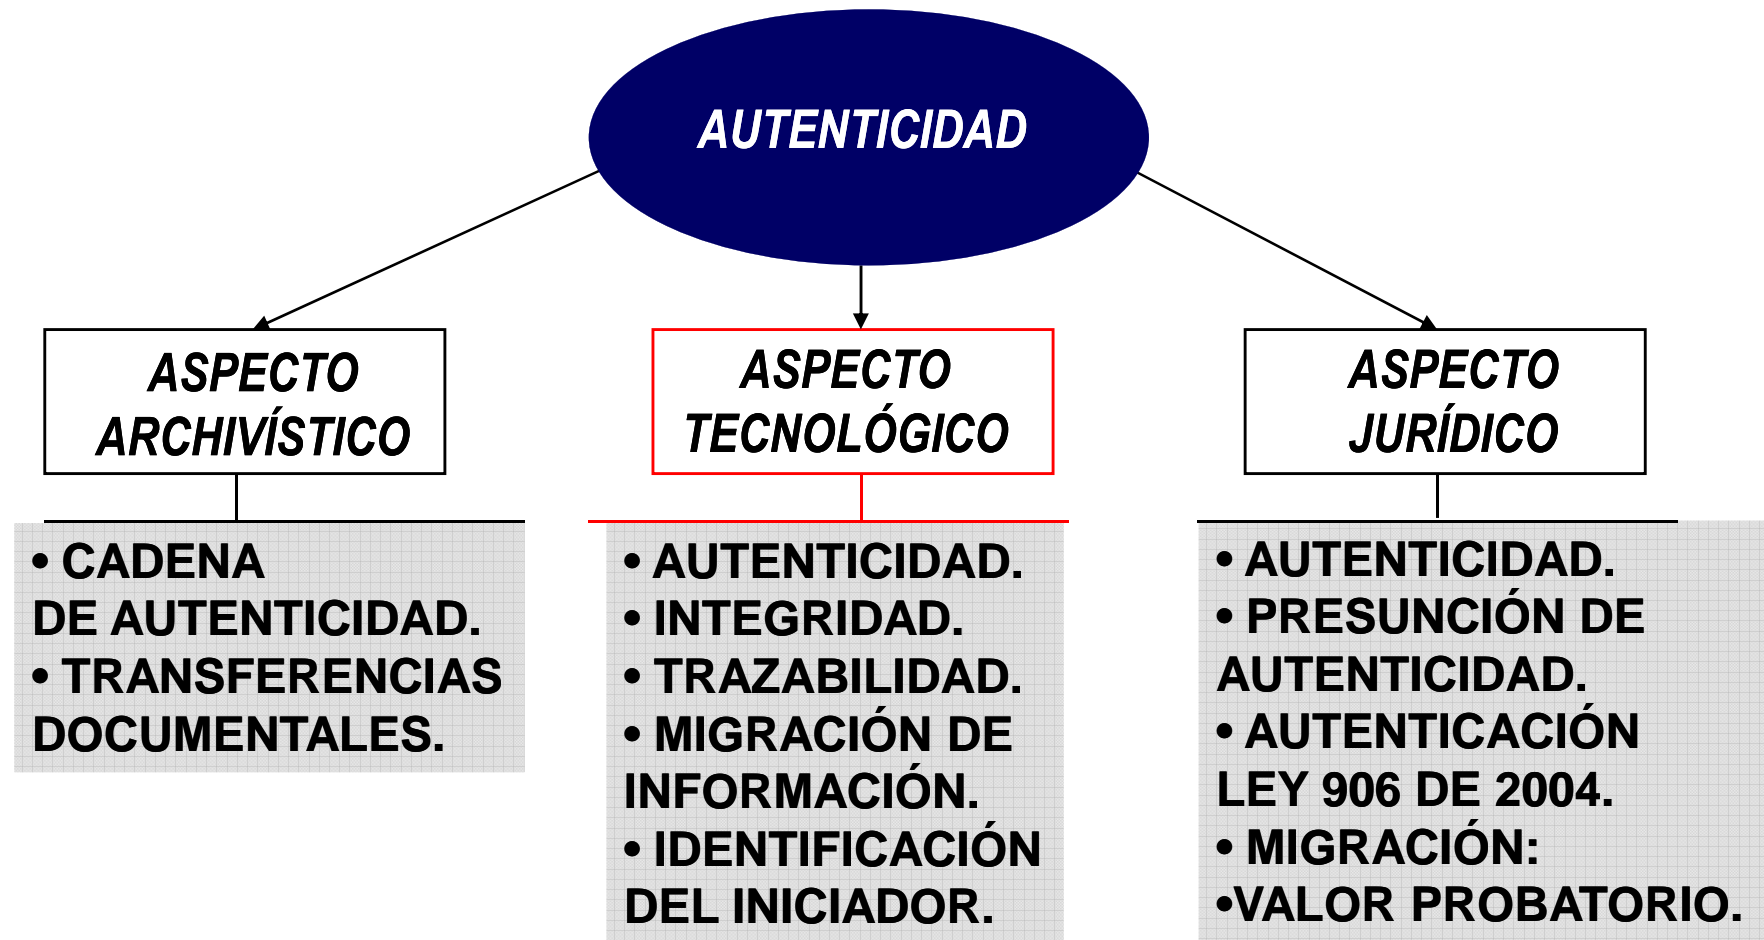 AUTENTICIDAD
ASPECTO
ARCHIVÍSTICO
• CADENA
DE AUTENTICIDAD.
• TRANSFERENCIAS
DOCUMENTALES.
ASPECTO
TECNOLÓGICO
• AUTENTICIDAD.
• INTEGRIDAD.
• TRAZABILIDAD.
• MIGRACIÓN DE
INFORMACIÓN.
• IDENTIFICACIÓN
DEL INICIADOR.
ASPECTO
JURÍDICO
• AUTENTICIDAD.
• PRESUNCIÓN DE
AUTENTICIDAD.
• AUTENTICACIÓN
LEY 906 DE 2004.
• MIGRACIÓN:
•VALOR PROBATORIO.